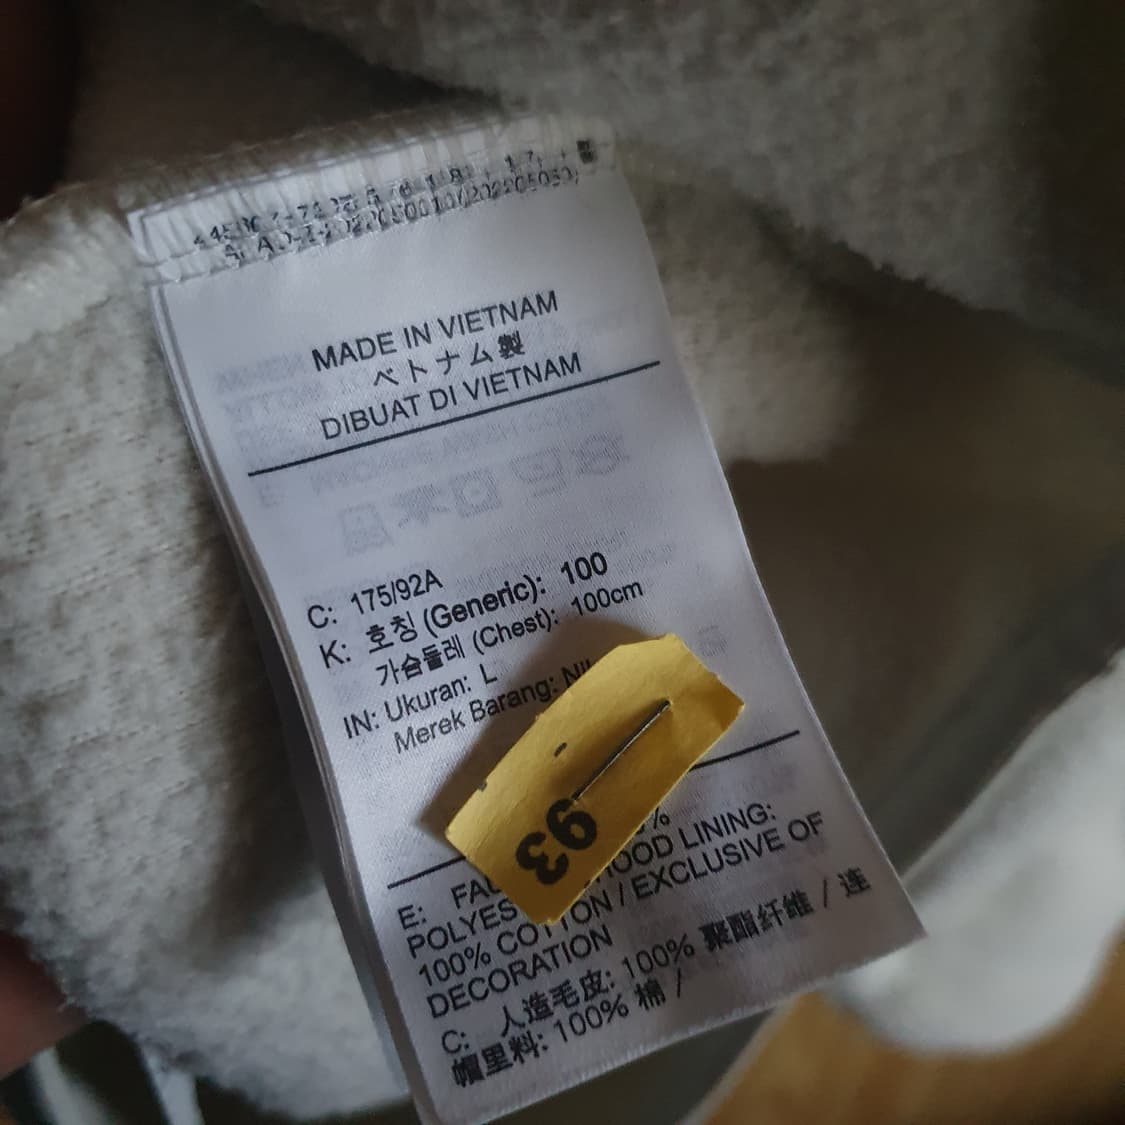 MADE IN VIETNAM
ベトナム製
DIBUAT DI VIETNAM
C: 175/92A
K: 호칭 (Generic): 100
가슴둘레 (Chest): 100cm
IN: Ukuran: L
Merek Barang:
93
%
E: HOOD LINING:
100% COTTON / EXCLUSIVE OF
DECORATION
C: 人造毛皮: 100% 聚酯纤维 / 连
帽里料: 100% 棉 /